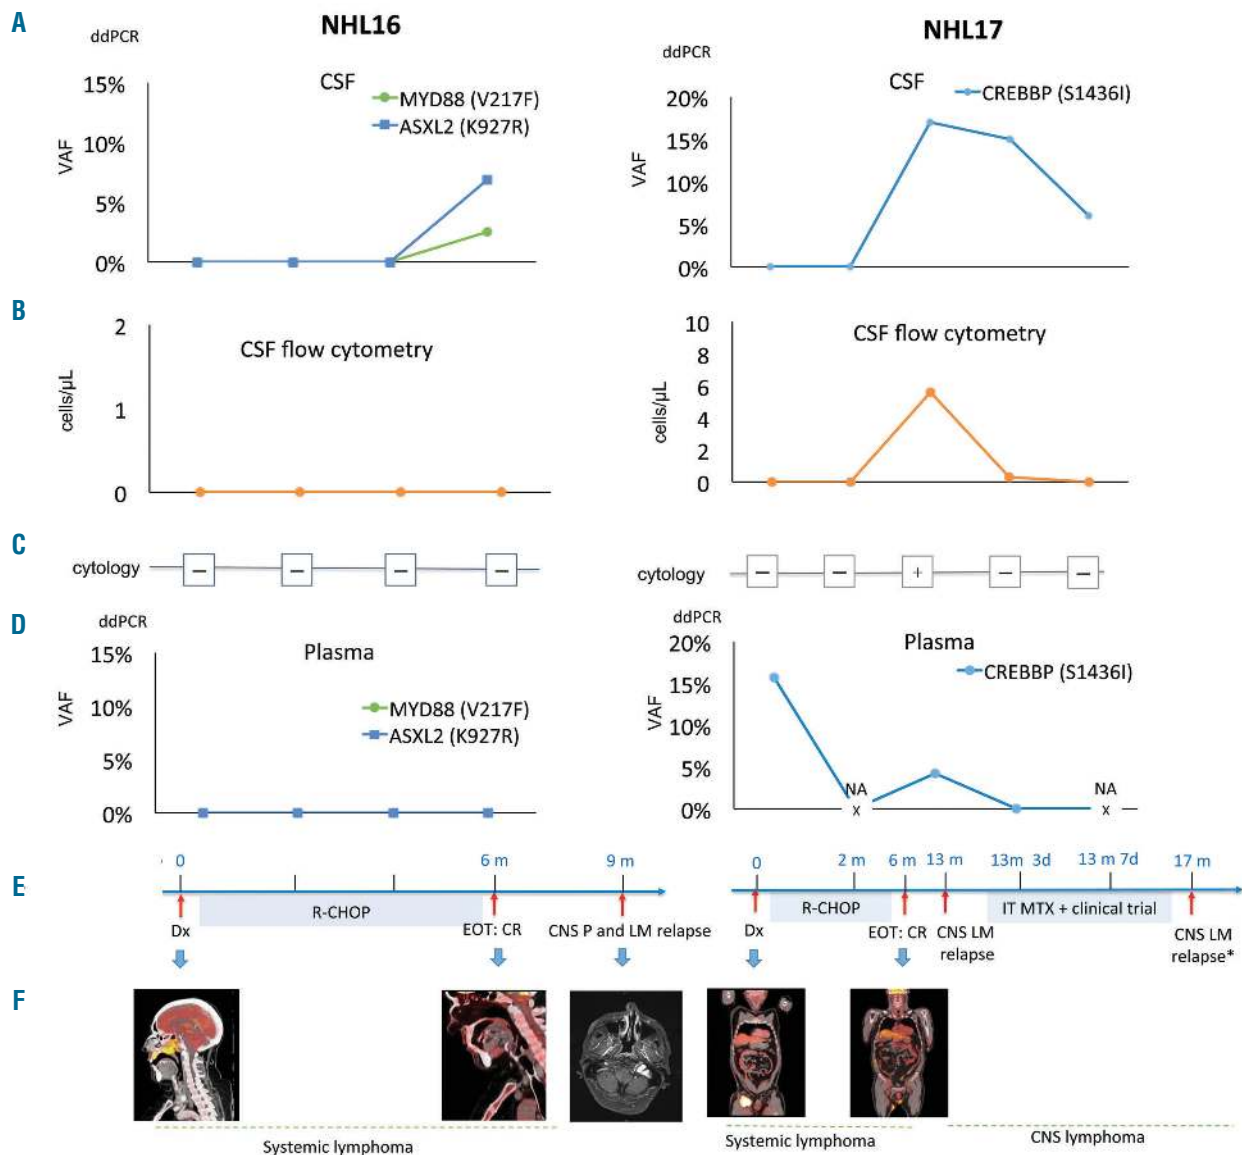 A
NHL16
NHL17
ddPCR
ddPCR
CSF
CSF
15%
10%
5%
0%
VAF
MYD88 (V217F)
ASXL2 (K927R)
20%
15%
10%
5%
0%
VAF
CREBBP (S1436I)
B
2
1
0
cells/µL
CSF flow cytometry
10
8
6
4
2
0
cells/µL
CSF flow cytometry
C
cytology
− − − −
cytology
− − + − −
D
ddPCR
Plasma
15%
10%
5%
0%
VAF
MYD88 (V217F)
ASXL2 (K927R)
ddPCR
Plasma
20%
15%
10%
5%
0%
VAF
CREBBP (S1436I)
NA
x
NA
x
E
0 6 m 9 m
R-CHOP
Dx
EOT: CR
CNS P and LM relapse
0 2 m 6 m 13 m 13m 3d 13 m 7d 17 m
R-CHOP
IT MTX + clinical trial
Dx
EOT: CR
CNS LM
relapse
CNS LM
relapse*
F
Systemic lymphoma
Systemic lymphoma
CNS lymphoma